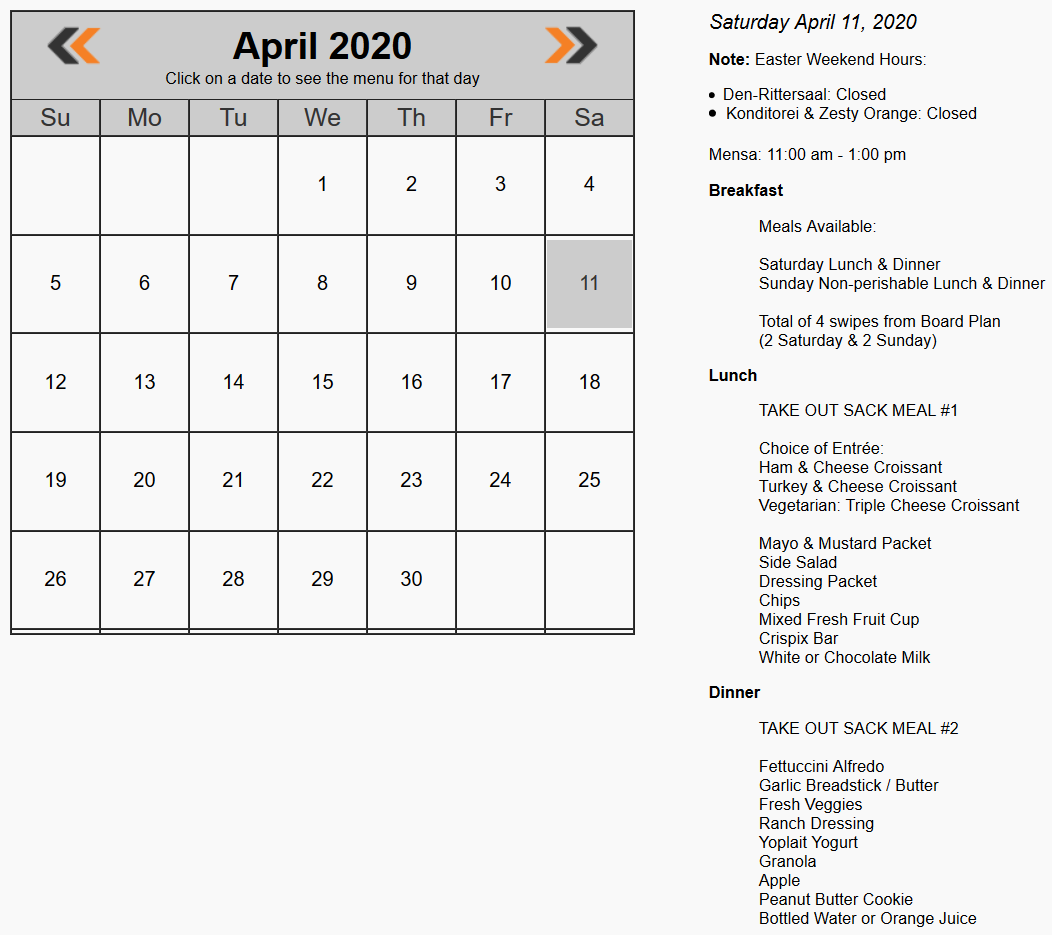 April 2020
Click on a date to see the menu for that day
Su Mo Tu We Th Fr Sa
1 2 3 4
5 6 7 8 9 10 11
12 13 14 15 16 17 18
19 20 21 22 23 24 25
26 27 28 29 30
Saturday April 11, 2020
Note: Easter Weekend Hours:
• Den-Rittersaal: Closed
• Konditorei & Zesty Orange: Closed
Mensa: 11:00 am - 1:00 pm
Breakfast
Meals Available:
Saturday Lunch & Dinner
Sunday Non-perishable Lunch & Dinner
Total of 4 swipes from Board Plan
(2 Saturday & 2 Sunday)
Lunch
TAKE OUT SACK MEAL #1
Choice of Entrée:
Ham & Cheese Croissant
Turkey & Cheese Croissant
Vegetarian: Triple Cheese Croissant
Mayo & Mustard Packet
Side Salad
Dressing Packet
Chips
Mixed Fresh Fruit Cup
Crispix Bar
White or Chocolate Milk
Dinner
TAKE OUT SACK MEAL #2
Fettuccini Alfredo
Garlic Breadstick / Butter
Fresh Veggies
Ranch Dressing
Yoplait Yogurt
Granola
Apple
Peanut Butter Cookie
Bottled Water or Orange Juice